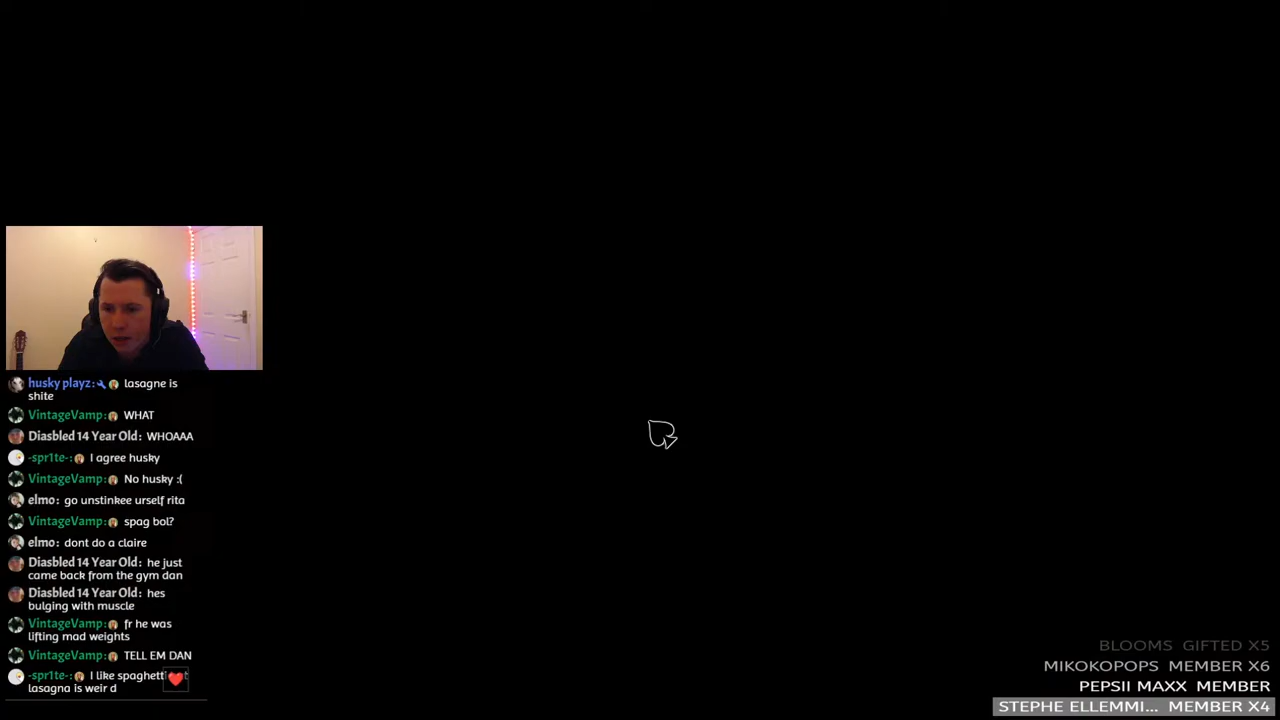 husky playz: lasagne is
shite
VintageVamp: WHAT
Diasbled 14 Year Old: WHOAAA
-spr1te-: I agree husky
VintageVamp: No husky :(
elmo: go unstinkee urself rita
VintageVamp: spag bol?
elmo: dont do a claire
Diasbled 14 Year Old: he just
came back from the gym dan
Diasbled 14 Year Old: hes
bulging with muscle
VintageVamp: fr he was
lifting mad weights
VintageVamp: TELL EM DAN
-spr1te-: I like spaghetti
lasagna is weir d
BLOOMS GIFTED X5
MIKOKOPOPS MEMBER X6
PEPSII MAXX MEMBER
STEPHE ELLEMMI... MEMBER X4